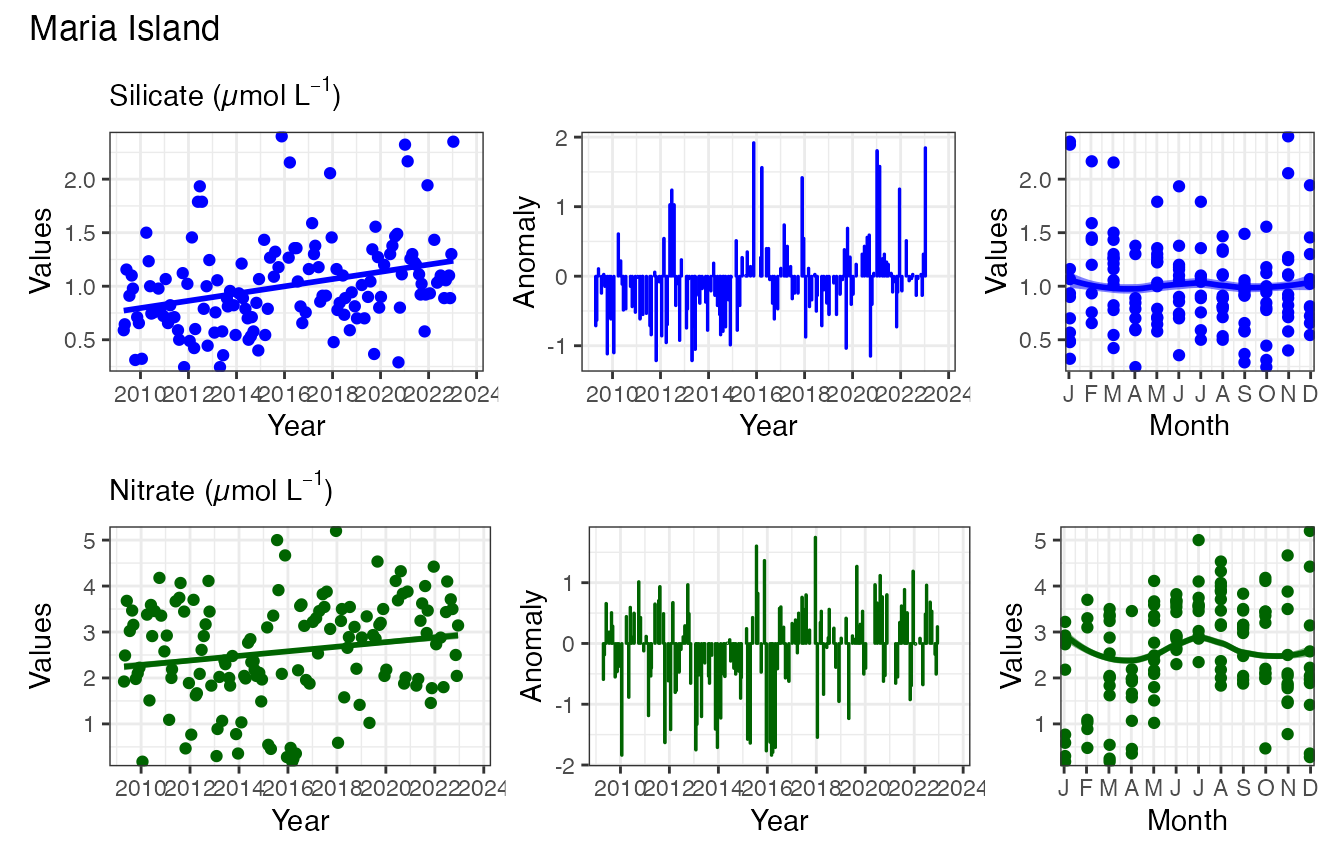 Maria Island
Silicate (µmol L⁻¹)
Values
2.0
1.5
1.0
0.5
2010 2012 2014 2016 2018 2020 2022 2024
Year
Anomaly
2
1
0
-1
2010 2012 2014 2016 2018 2020 2022 2024
Year
Values
2.0
1.5
1.0
0.5
J F M A M J J A S O N D
Month
Nitrate (µmol L⁻¹)
Values
5
4
3
2
1
2010 2012 2014 2016 2018 2020 2022 2024
Year
Anomaly
1
0
-1
-2
2010 2012 2014 2016 2018 2020 2022 2024
Year
Values
5
4
3
2
1
J F M A M J J A S O N D
Month